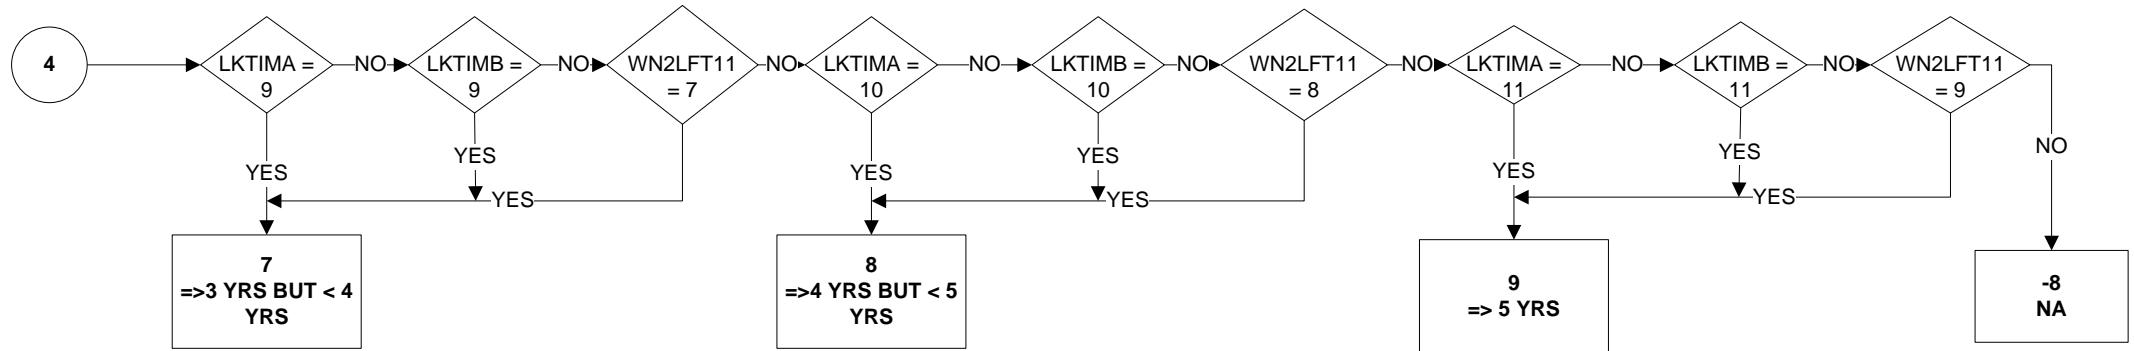 4
LKTIMA =
9
NO
LKTIMB =
9
NO
WN2LFT11
= 7
NO
LKTIMA =
10
NO
LKTIMB =
10
NO
WN2LFT11
= 8
NO
LKTIMA =
11
NO
LKTIMB =
11
NO
WN2LFT11
= 9
NO
YES
YES
YES
YES
YES
YES
YES
YES
YES
7
=>3 YRS BUT < 4
YRS
8
=>4 YRS BUT < 5
YRS
9
=> 5 YRS
-8
NA